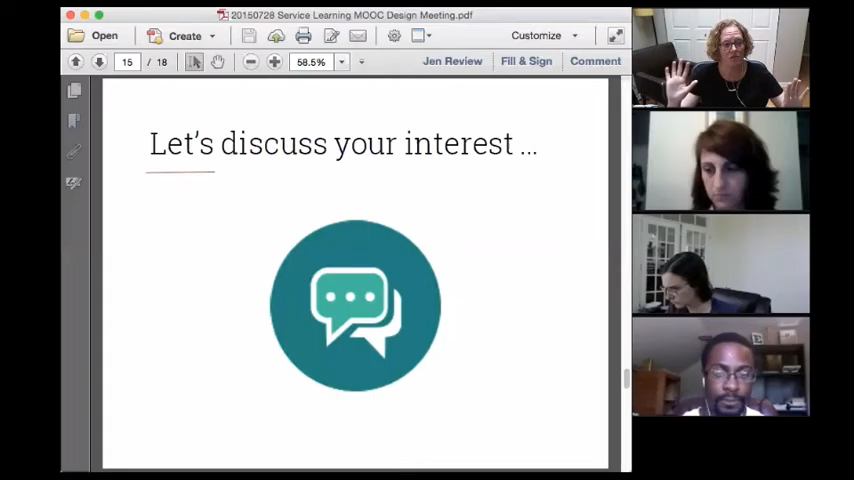 20150728 Service Learning MOOC Design Meeting.pdf
Open
Create
Customize
15 / 18
58.5%
Jen Review
Fill & Sign
Comment
Let's discuss your interest ...